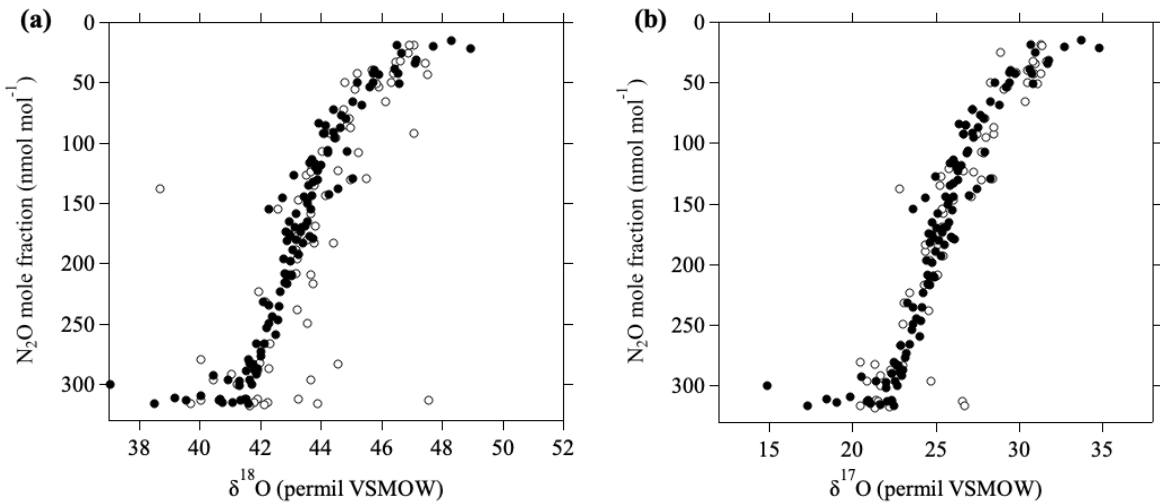 (a)
0
50
100
150
200
250
300
N₂O mole fraction (nmol mol⁻¹)
38 40 42 44 46 48 50 52
δ¹⁸O (permil VSMOW)
(b)
0
50
100
150
200
250
300
N₂O mole fraction (nmol mol⁻¹)
15 20 25 30 35
δ¹⁷O (permil VSMOW)